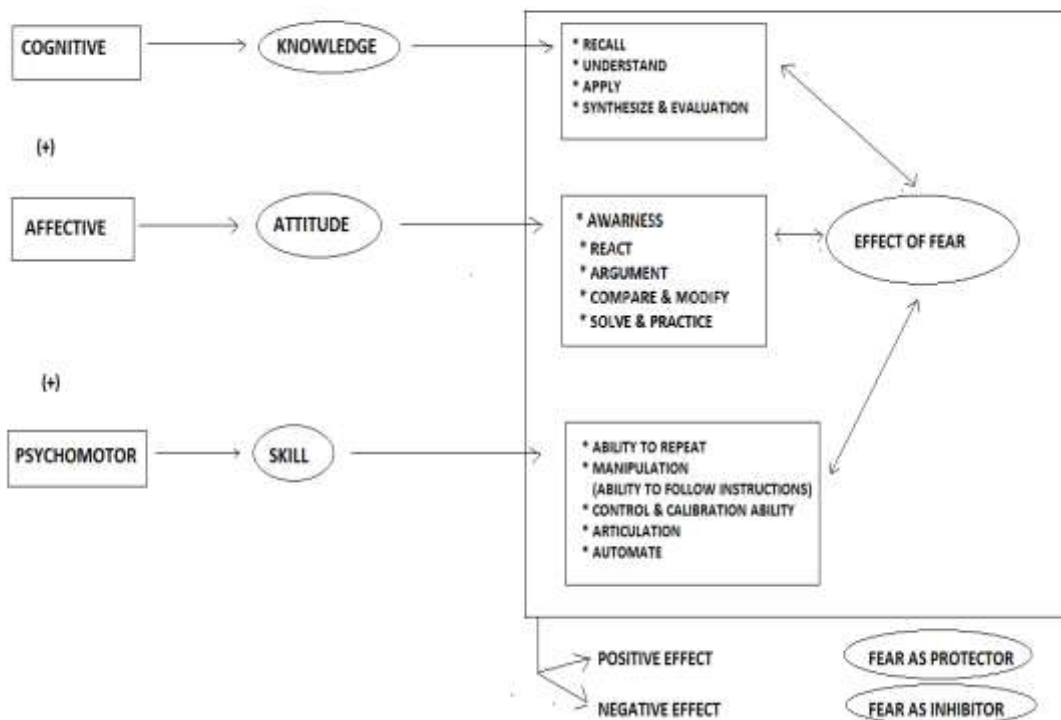 COGNITIVE
KNOWLEDGE
* RECALL
* UNDERSTAND
* APPLY
* SYNTHESIZE & EVALUATION
(+)
AFFECTIVE
ATTITUDE
* AWARNESS
* REACT
* ARGUMENT
* COMPARE & MODIFY
* SOLVE & PRACTICE
EFFECT OF FEAR
(+)
PSYCHOMOTOR
SKILL
* ABILITY TO REPEAT
* MANIPULATION
(ABILITY TO FOLLOW INSTRUCTIONS)
* CONTROL & CALIBRATION ABILITY
* ARTICULATION
* AUTOMATE
POSITIVE EFFECT
FEAR AS PROTECTOR
NEGATIVE EFFECT
FEAR AS INHIBITOR